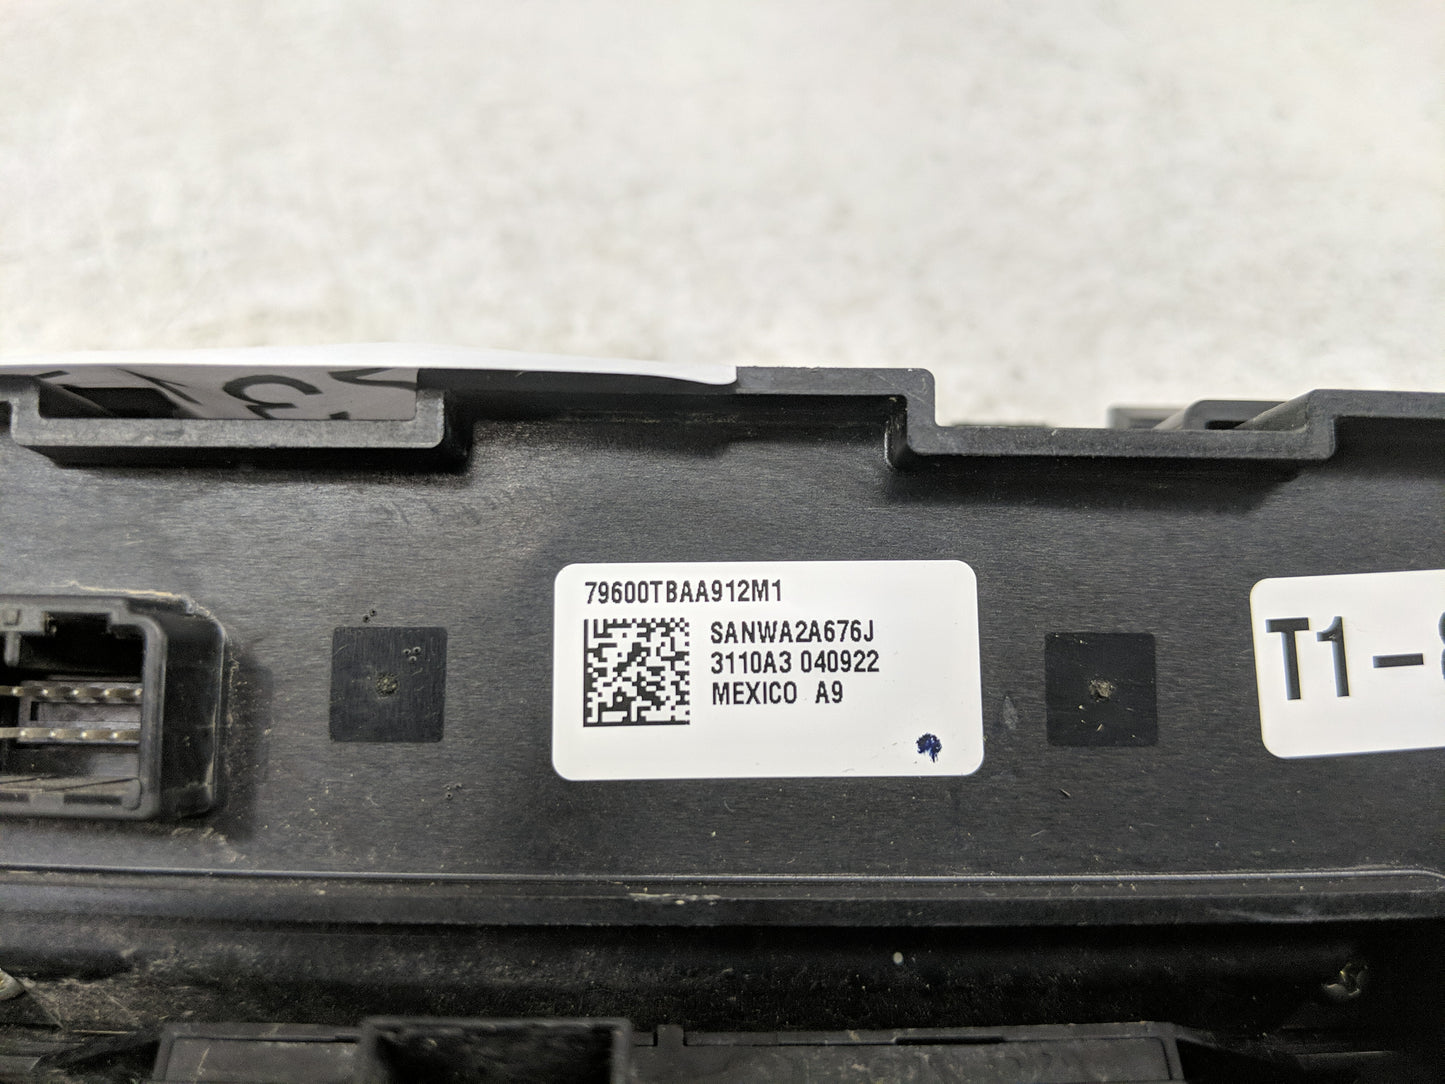 79600TBAA912M1
SANWA2A676J
3110A3 040922
MEXICO A9
T1-